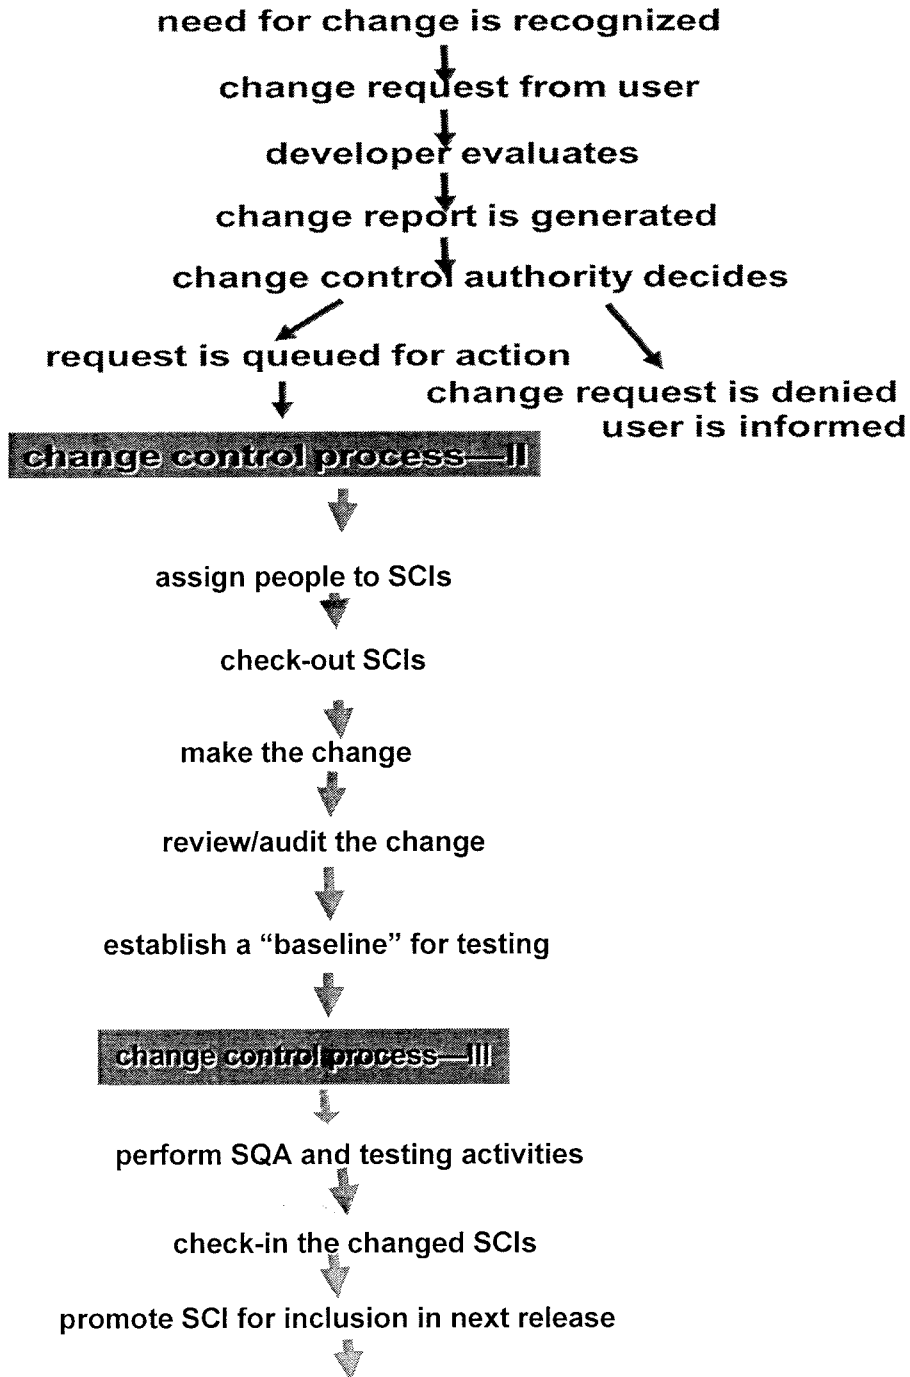 need for change is recognized
change request from user
developer evaluates
change report is generated
change control authority decides
request is queued for action
change request is denied
user is informed
change control process—II
assign people to SCIs
check-out SCIs
make the change
review/audit the change
establish a “baseline” for testing
change control process—III
perform SQA and testing activities
check-in the changed SCIs
promote SCI for inclusion in next release